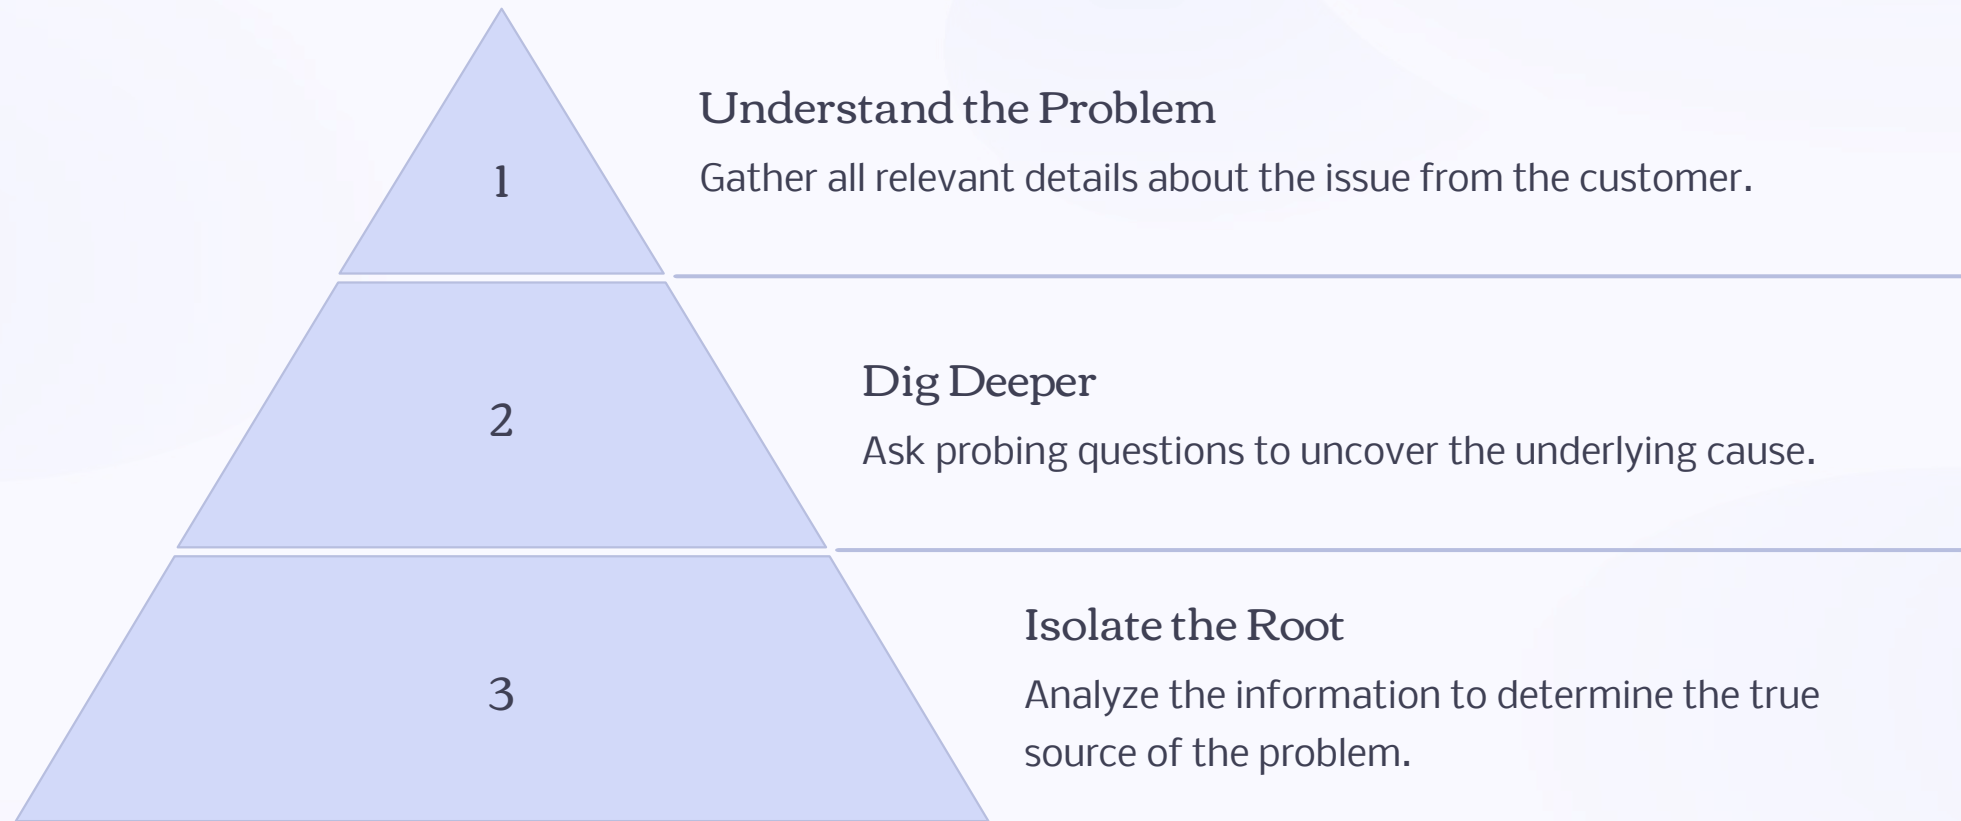 1
Understand the Problem
Gather all relevant details about the issue from the customer.
2
Dig Deeper
Ask probing questions to uncover the underlying cause.
3
Isolate the Root
Analyze the information to determine the true
source of the problem.